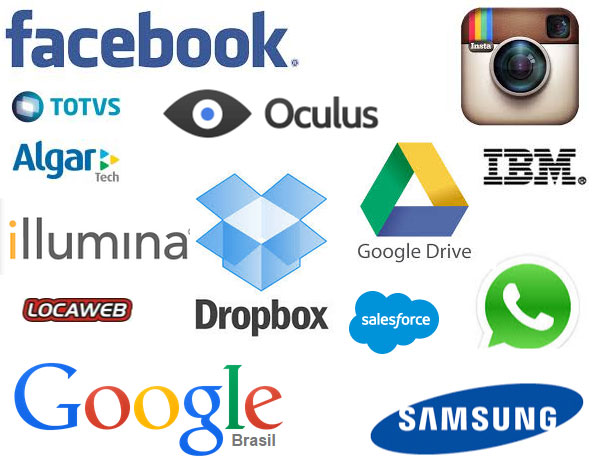 facebook®
Insta
TOTVS
Oculus
Algar
Tech
IBM®
illumina
Google Drive
LOCAWEB
Dropbox
salesforce
Google
Brasil
SAMSUNG